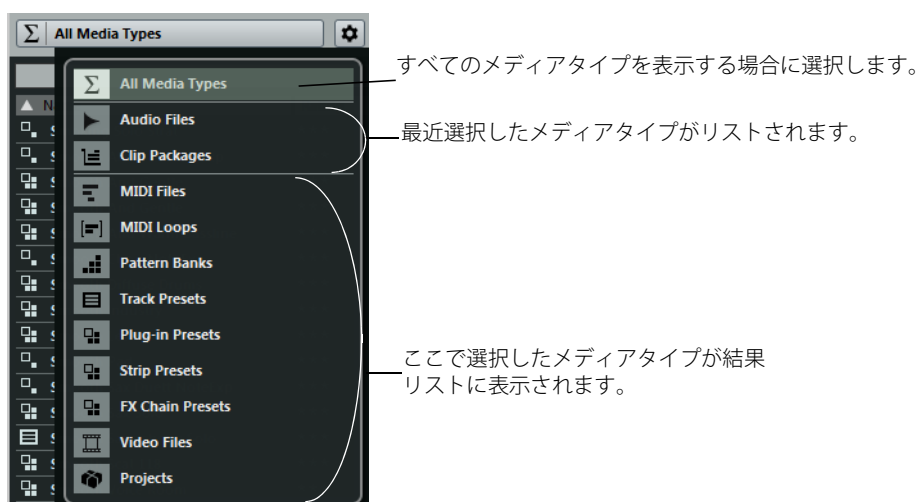 All Media Types
All Media Types
すべてのメディアタイプを表示する場合に選択します。
Audio Files
最近選択したメディアタイプがリストされます。
Clip Packages
MIDI Files
MIDI Loops
Pattern Banks
Track Presets
Plug-in Presets
ここで選択したメディアタイプが結果
リストに表示されます。
Strip Presets
FX Chain Presets
Video Files
Projects